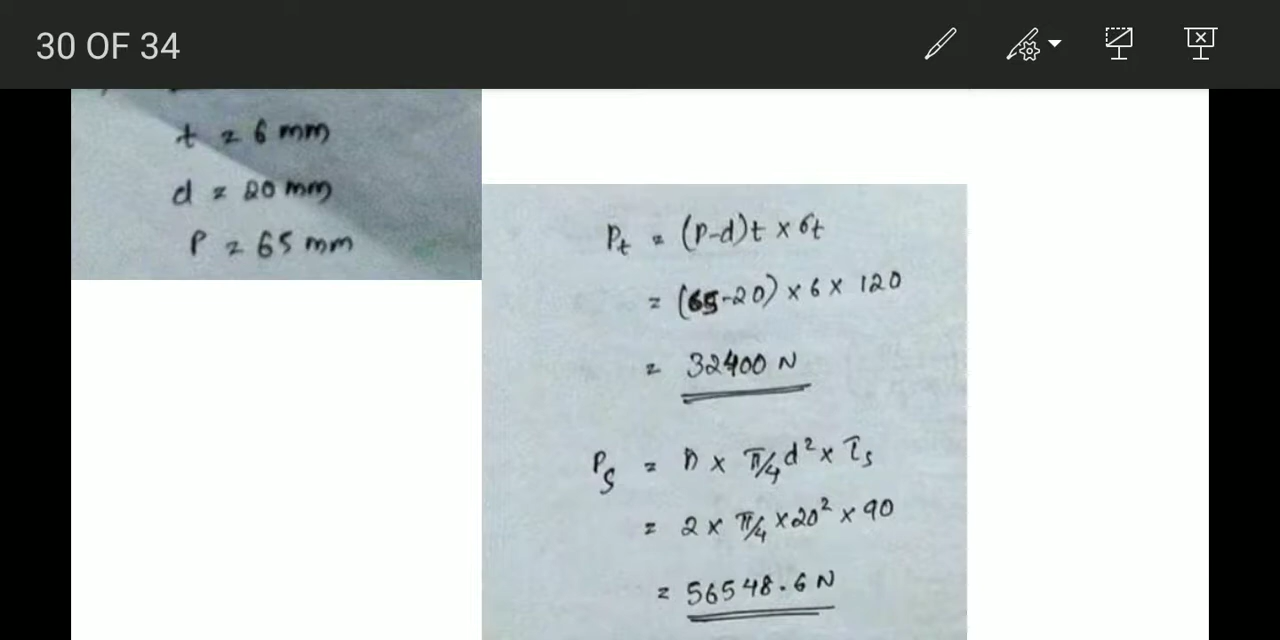 30 OF 34
t = 6 mm
d = 20 mm
P = 65 mm
Pt = (P-d)t × σt
= (65-20) × 6 × 120
= 32400 N
Ps = n × π/4 d² × τs
= 2 × π/4 × 20² × 90
= 56548.6 N